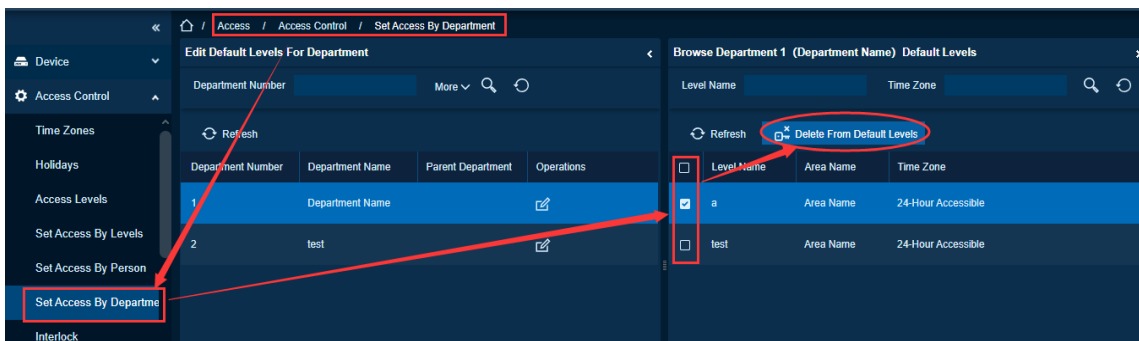 « / Access / Access Control / Set Access By Department
Device
Access Control
Time Zones
Holidays
Access Levels
Set Access By Levels
Set Access By Person
Set Access By Departme
Interlock
Edit Default Levels For Department <
Department Number More
Refresh
Department Number Department Name Parent Department Operations
1 Department Name
2 test
Browse Department 1 (Department Name) Default Levels
Level Name Time Zone
Refresh Delete From Default Levels
Level Name Area Name Time Zone
a Area Name 24-Hour Accessible
test Area Name 24-Hour Accessible